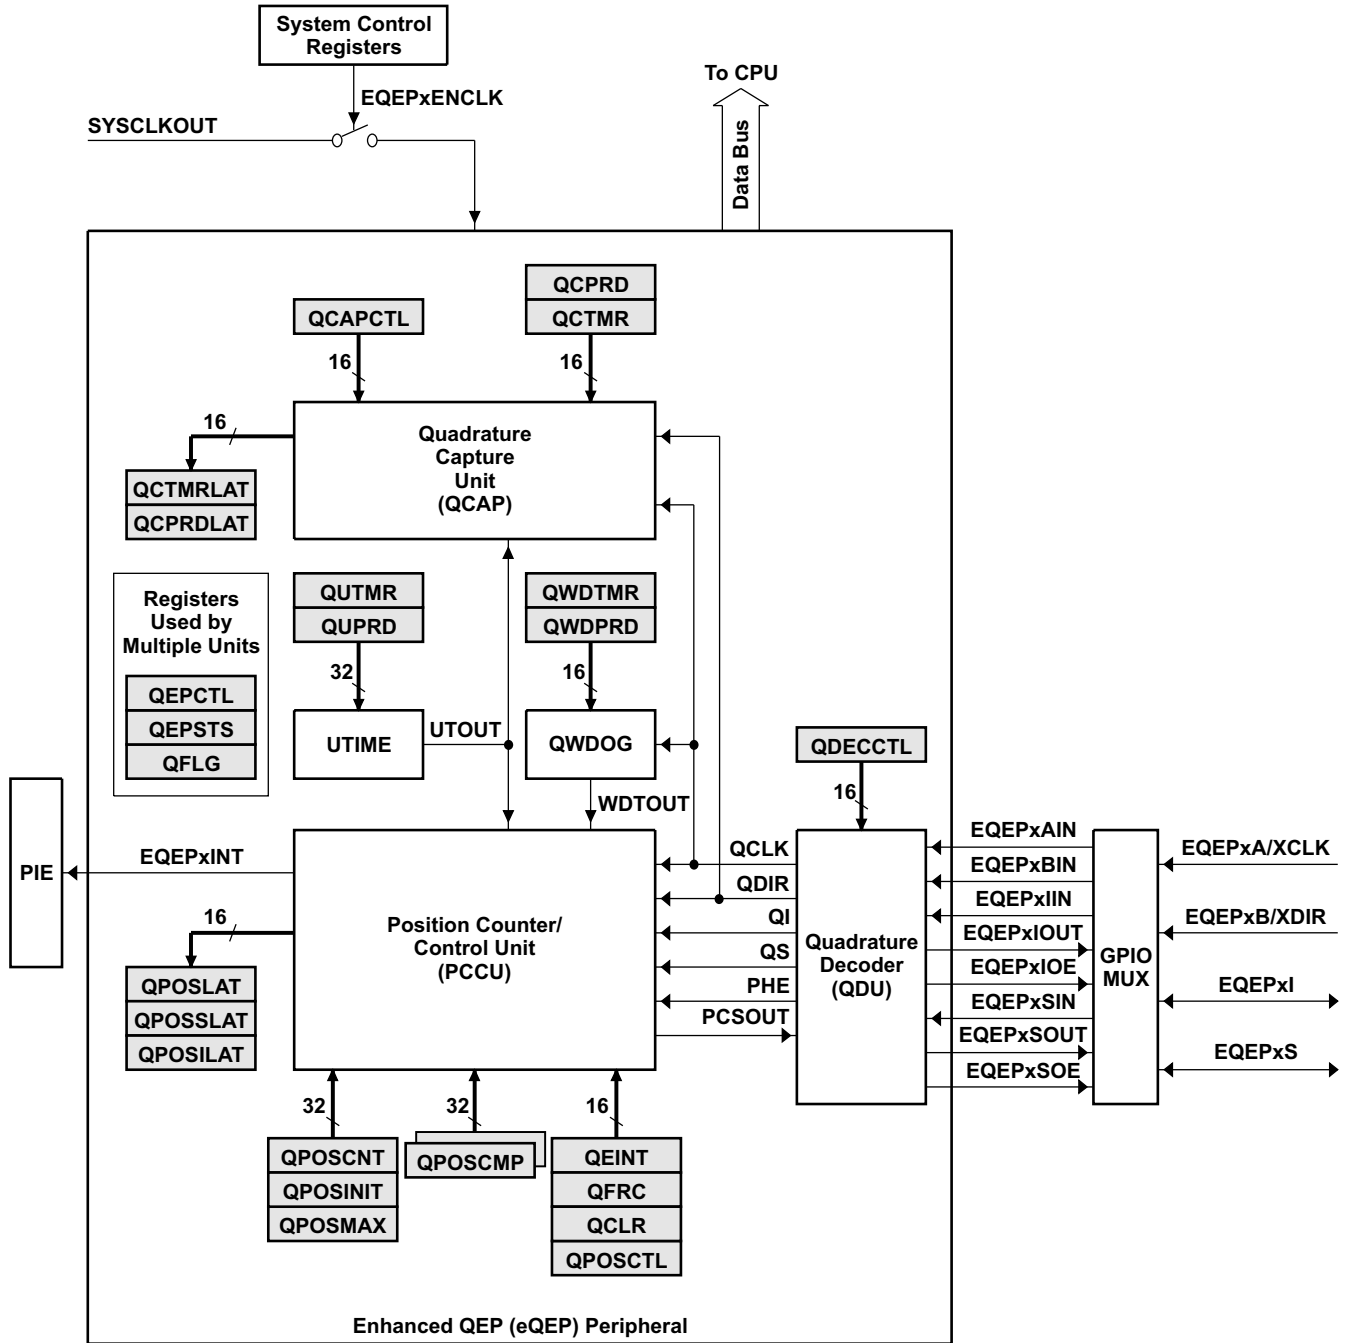 System Control
Registers
To CPU
EQEPxENCLK
SYSCLKOUT
Data Bus
QCPRD
QCAPCTL
QCTMR
16
16
16
Quadrature
Capture
Unit
(QCAP)
QCTMRLAT
QCPRDLAT
Registers
Used by
Multiple Units
QEPCTL
QEPSTS
QFLG
QUTMR
QUPRD
QWDTMR
QWDPRD
32
16
UTIME
UTOUT
QWDOG
WDTOUT
QDECCTL
16
PIE
EQEPxINT
16
Position Counter/
Control Unit
(PCCU)
QCLK
QDIR
QI
QS
PHE
PCSOUT
Quadrature
Decoder
(QDU)
EQEPxAIN
EQEPxBIN
EQEPxIIN
EQEPxIOUT
EQEPxIOE
EQEPxSIN
EQEPxSOUT
EQEPxSOE
GPIO
MUX
EQEPxA/XCLK
EQEPxB/XDIR
EQEPxI
EQEPxS
QPOSLAT
QPOSSLAT
QPOSILAT
32
32
16
QPOSCNT
QPOSINIT
QPOSMAX
QPOSCMP
QEINT
QFRC
QCLR
QPOSCTL
Enhanced QEP (eQEP) Peripheral